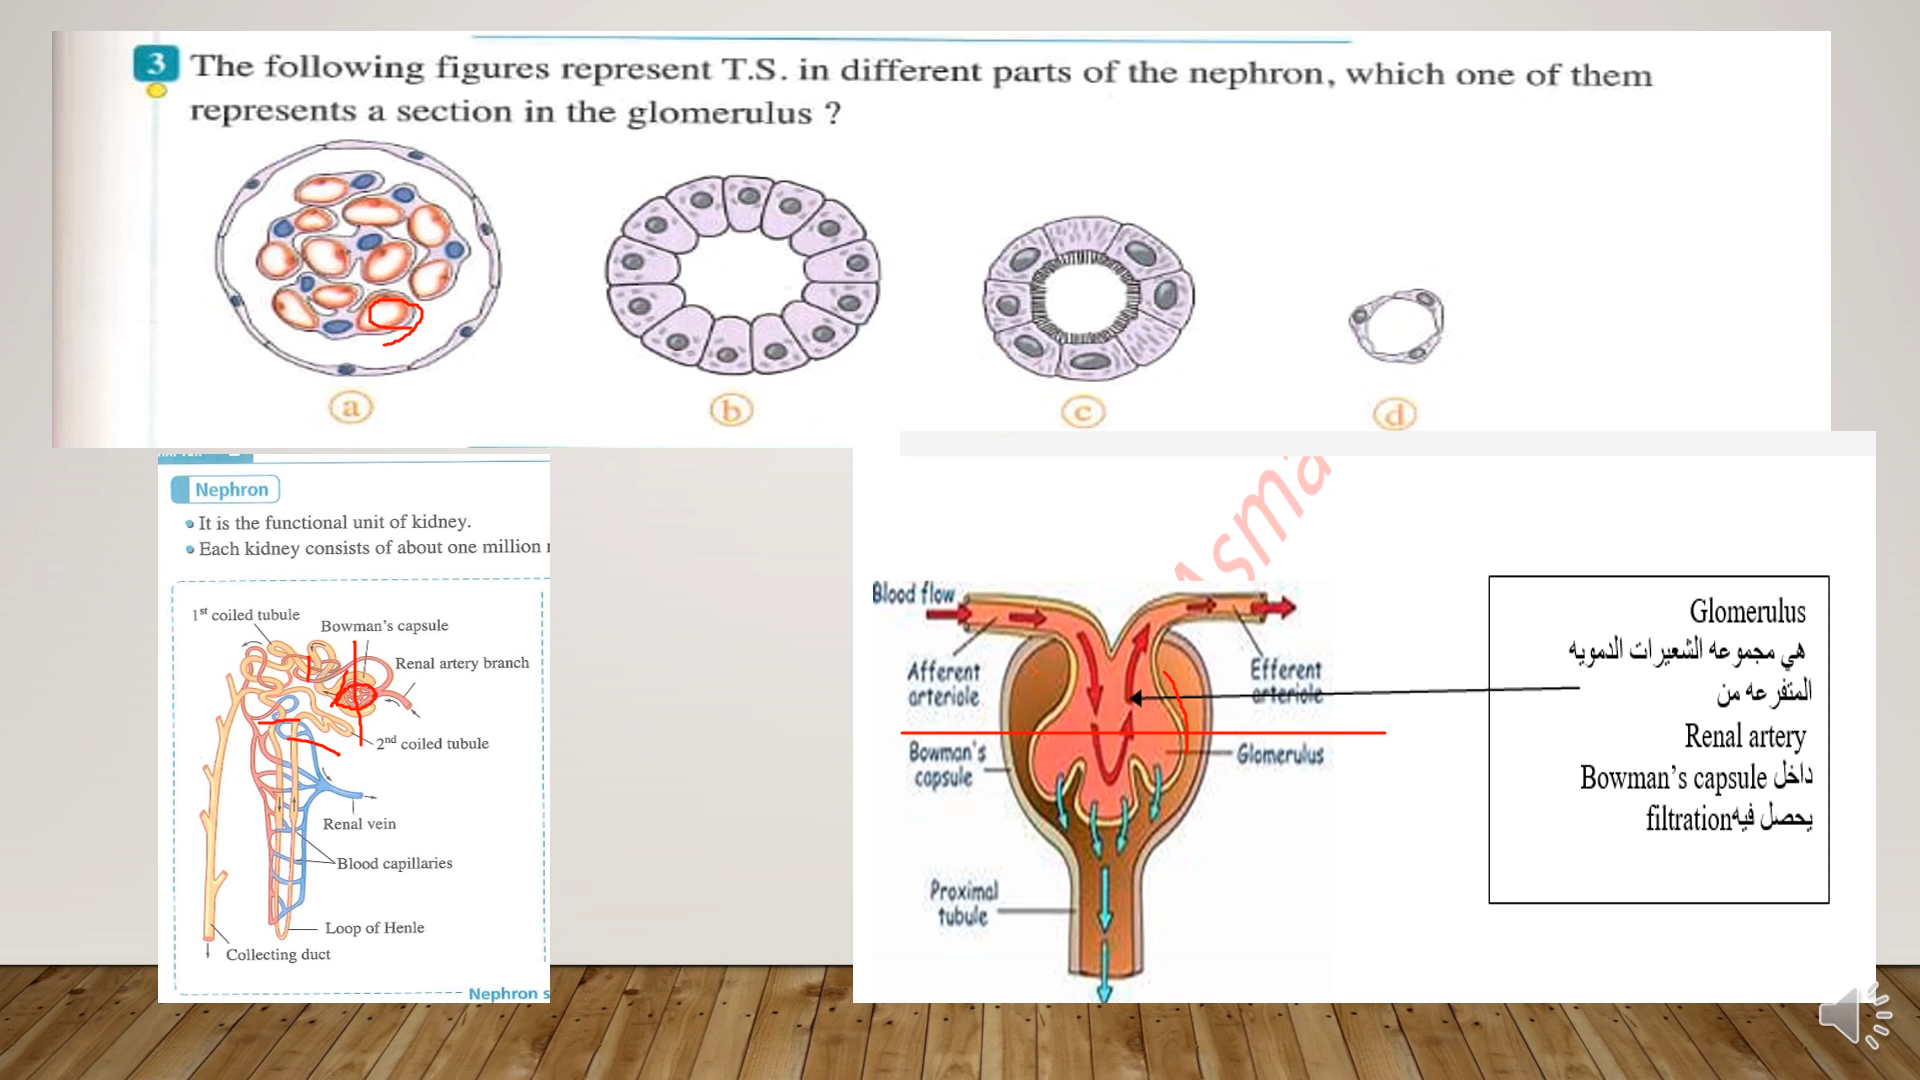 3 The following figures represent T.S. in different parts of the nephron, which one of them
represents a section in the glomerulus ?
a
b
c
d
Nephron
• It is the functional unit of kidney.
• Each kidney consists of about one million
1st coiled tubule
Bowman's capsule
Renal artery branch
2nd coiled tubule
Renal vein
Blood capillaries
Loop of Henle
Collecting duct
Nephron s
Asma
Blood flow
Afferent
arteriole
Efferent
arteriole
Bowman's
capsule
Glomerulus
Proximal
tubule
Glomerulus
هي مجموعه الشعيرات الدمويه
المتفرعه من
Renal artery
داخل Bowman's capsule
يحصل فيه filtration